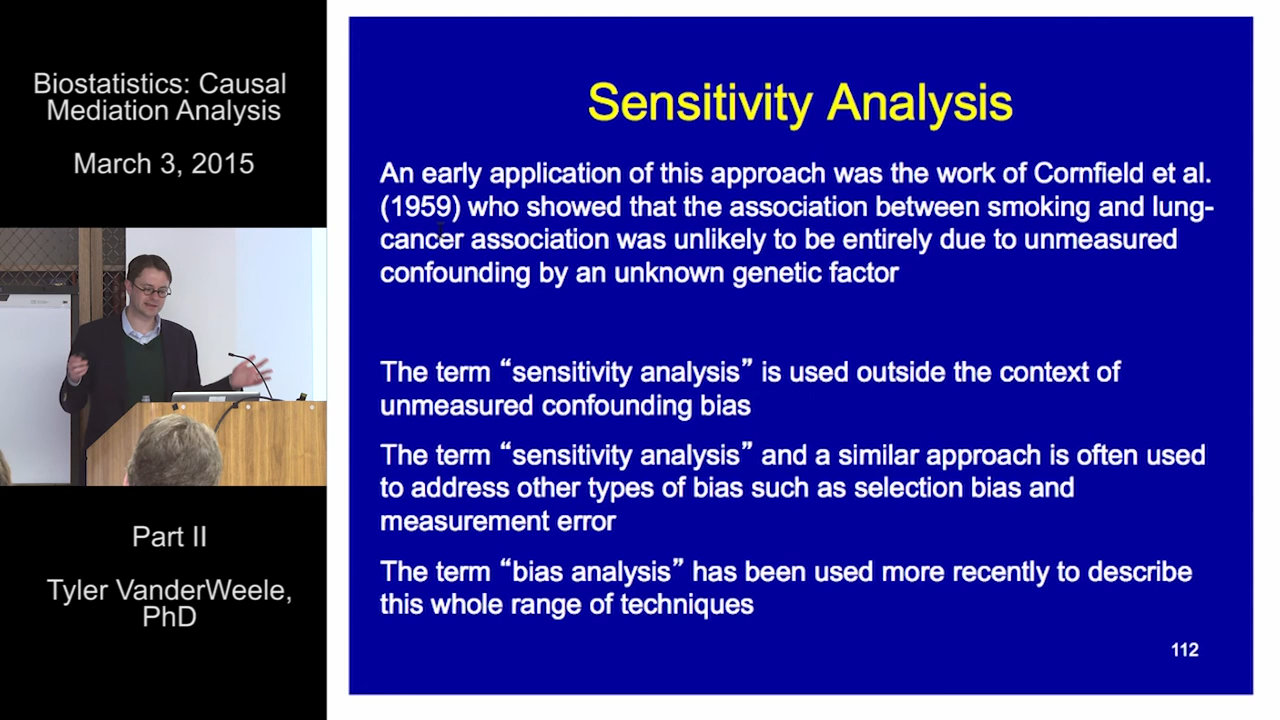 Biostatistics: Causal
Mediation Analysis
March 3, 2015
Part II
Tyler VanderWeele,
PhD
Sensitivity Analysis
An early application of this approach was the work of Cornfield et al.
(1959) who showed that the association between smoking and lung-
cancer association was unlikely to be entirely due to unmeasured
confounding by an unknown genetic factor
The term “sensitivity analysis” is used outside the context of
unmeasured confounding bias
The term “sensitivity analysis” and a similar approach is often used
to address other types of bias such as selection bias and
measurement error
The term “bias analysis” has been used more recently to describe
this whole range of techniques
112